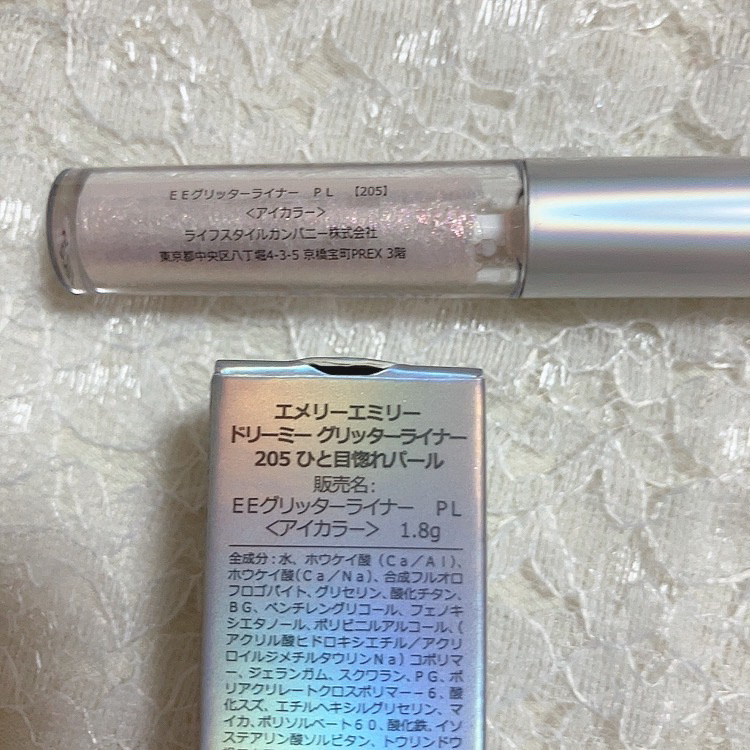 EEグリッターライナー　PL　【205】
＜アイカラー＞
ライフスタイルカンパニー株式会社
東京都中央区八丁堀4-3-5 京橋宝町PREX 3階
エメリーエミリー
ドリーミー グリッターライナー
205 ひと目惚れパール
販売名：
EEグリッターライナー　PL
＜アイカラー＞　1.8g
全成分：水、ホウケイ酸（Ca/Al）、
ホウケイ酸(Ca/Na)、合成フルオロ
フロゴパイト、グリセリン、酸化チタン、
BG、ペンチレングリコール、フェノキ
シエタノール、ポリビニルアルコール、（
アクリル酸ヒドロキシエチル/アクリ
ロイルジメチルタウリンNa）コポリマ
ー、ジェランガム、スクワラン、PG、ポ
リアクリレートクロスポリマー－6、酸
化スズ、エチルヘキシルグリセリン、マ
イカ、ポリソルベート60、酸化鉄、イソ
ステアリン酸ソルビタン、トウリンドウ